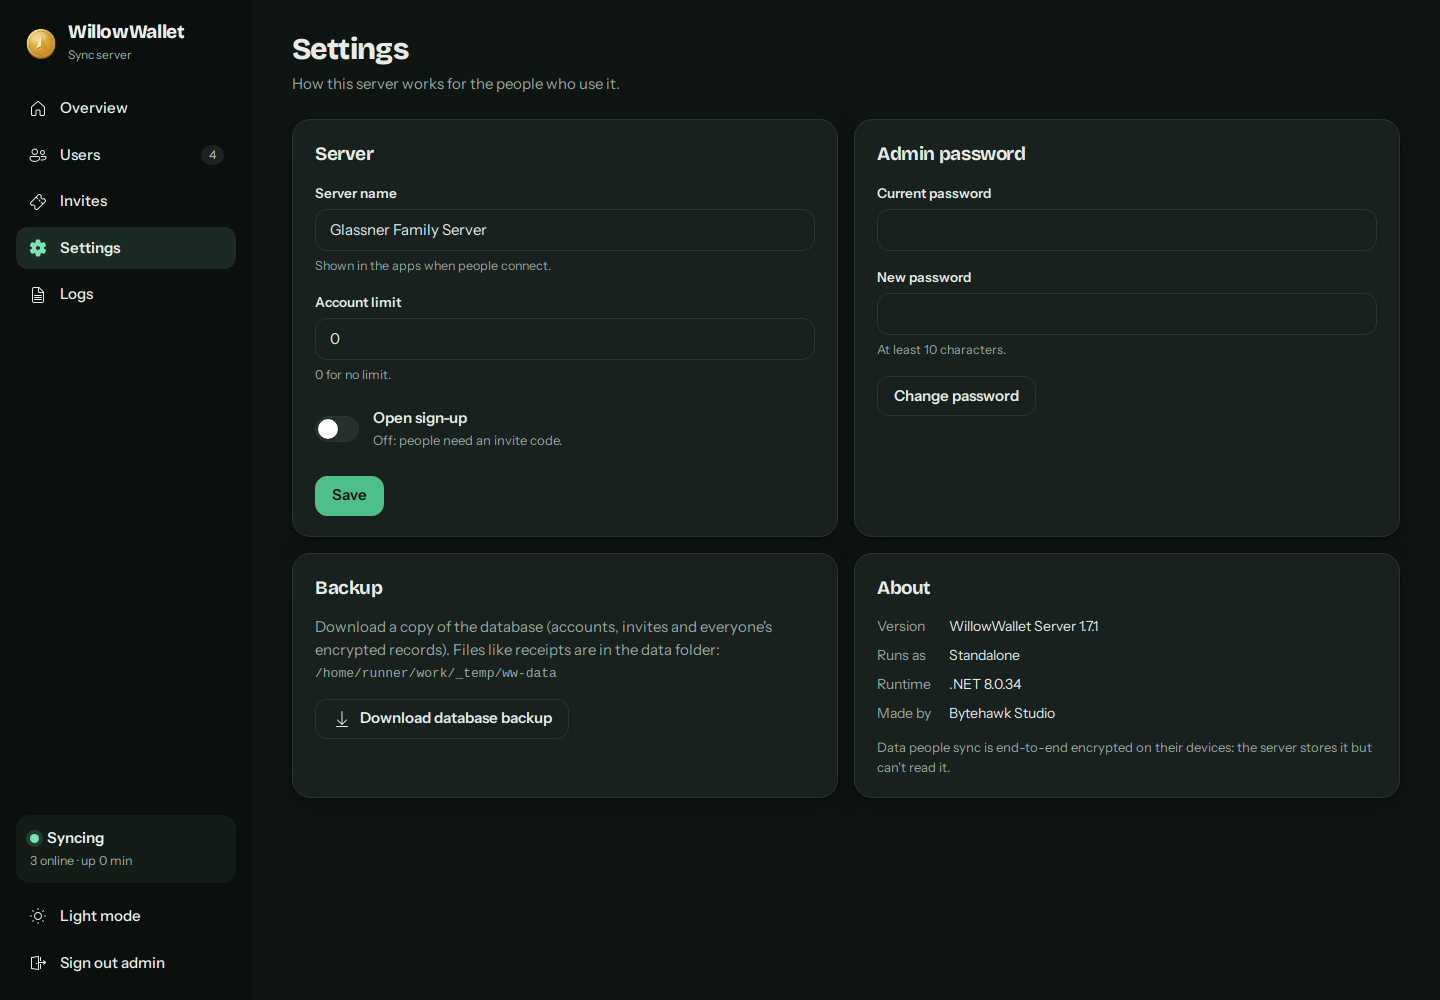 WillowWallet
Sync server
Overview
Users
4
Invites
Settings
Logs
Syncing
3 online · up 0 min
Light mode
Sign out admin
Settings
How this server works for the people who use it.
Server
Server name
Glassner Family Server
Shown in the apps when people connect.
Account limit
0
0 for no limit.
Open sign-up
Off: people need an invite code.
Save
Admin password
Current password
New password
At least 10 characters.
Change password
Backup
Download a copy of the database (accounts, invites and everyone's
encrypted records). Files like receipts are in the data folder:
/home/runner/work/_temp/ww-data
Download database backup
About
Version WillowWallet Server 1.7.1
Runs as Standalone
Runtime .NET 8.0.34
Made by Bytehawk Studio
Data people sync is end-to-end encrypted on their devices: the server stores it but
can't read it.